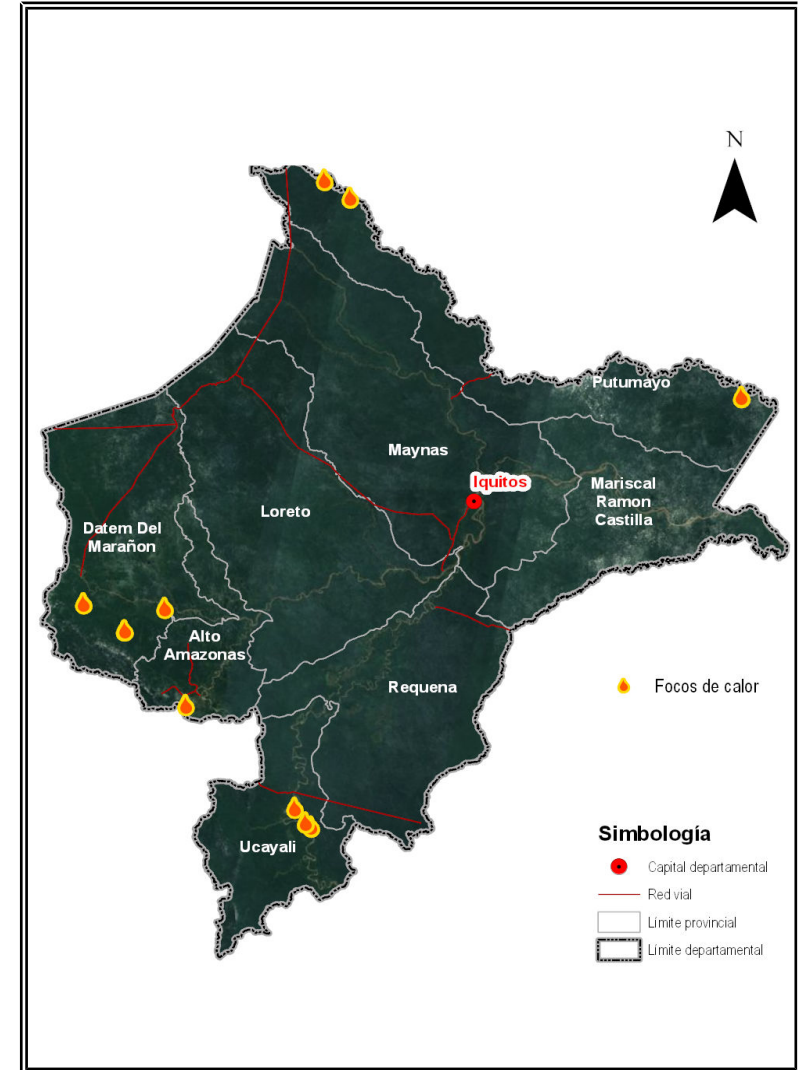 N
Putumayo
Maynas
Iquitos
Mariscal
Ramon
Castilla
Loreto
Datem Del
Marañon
Alto
Amazonas
Requena
Focos de calor
Ucayali
Simbología
Capital departamental
Red vial
Límite provincial
Límite departamental